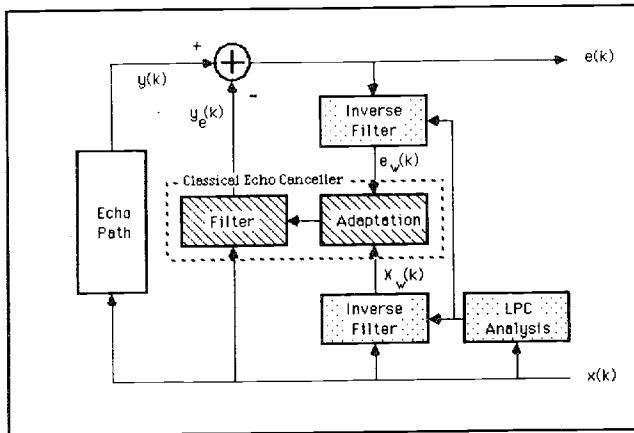 +
e(k)
y(k)
-
y_e(k)
Inverse
Filter
e_w(k)
Classical Echo Canceller
Echo
Path
Filter
Adaptation
X_w(k)
Inverse
Filter
LPC
Analysis
x(k)